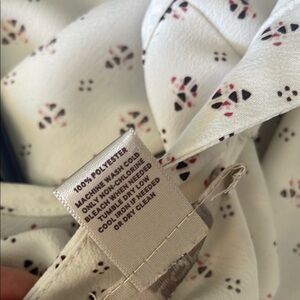 100% POLYESTER
MACHINE WASH COLD
ONLY NON-CHLORINE
BLEACH WHEN NEEDED
TUMBLE DRY LOW
COOL IRON IF NEEDED
OR DRY CLEAN